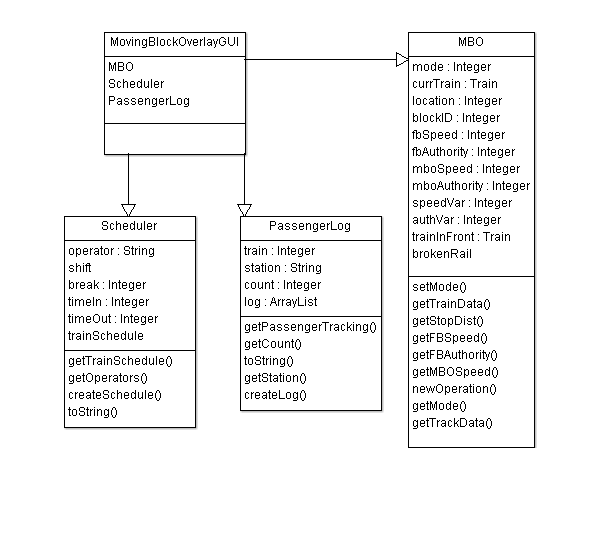 MovingBlockOverlayGUI
MBO
Scheduler
PassengerLog
MBO
mode : Integer
currTrain : Train
location : Integer
blockID : Integer
fbSpeed : Integer
fbAuthority : Integer
mboSpeed : Integer
mboAuthority : Integer
speedVar : Integer
authVar : Integer
trainInFront : Train
brokenRail
setMode()
getTrainData()
getStopDist()
getFBSpeed()
getFBAuthority()
getMBOSpeed()
newOperation()
getMode()
getTrackData()
Scheduler
operator : String
shift
break : Integer
timeIn : Integer
timeOut : Integer
trainSchedule
getTrainSchedule()
getOperators()
createSchedule()
toString()
PassengerLog
train : Integer
station : String
count : Integer
log : ArrayList
getPassengerTracking()
getCount()
toString()
getStation()
createLog()